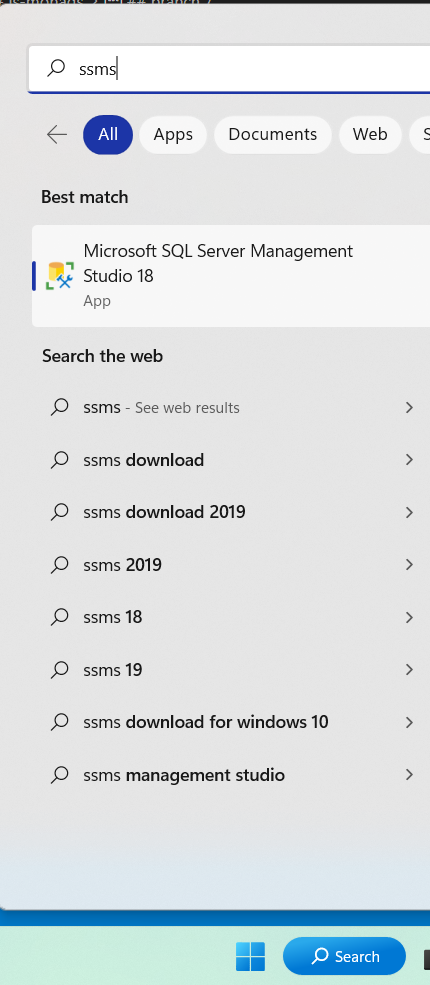 ssms
All Apps Documents Web
Best match
Microsoft SQL Server Management
Studio 18
App
Search the web
ssms - See web results
ssms download
ssms download 2019
ssms 2019
ssms 18
ssms 19
ssms download for windows 10
ssms management studio
Search